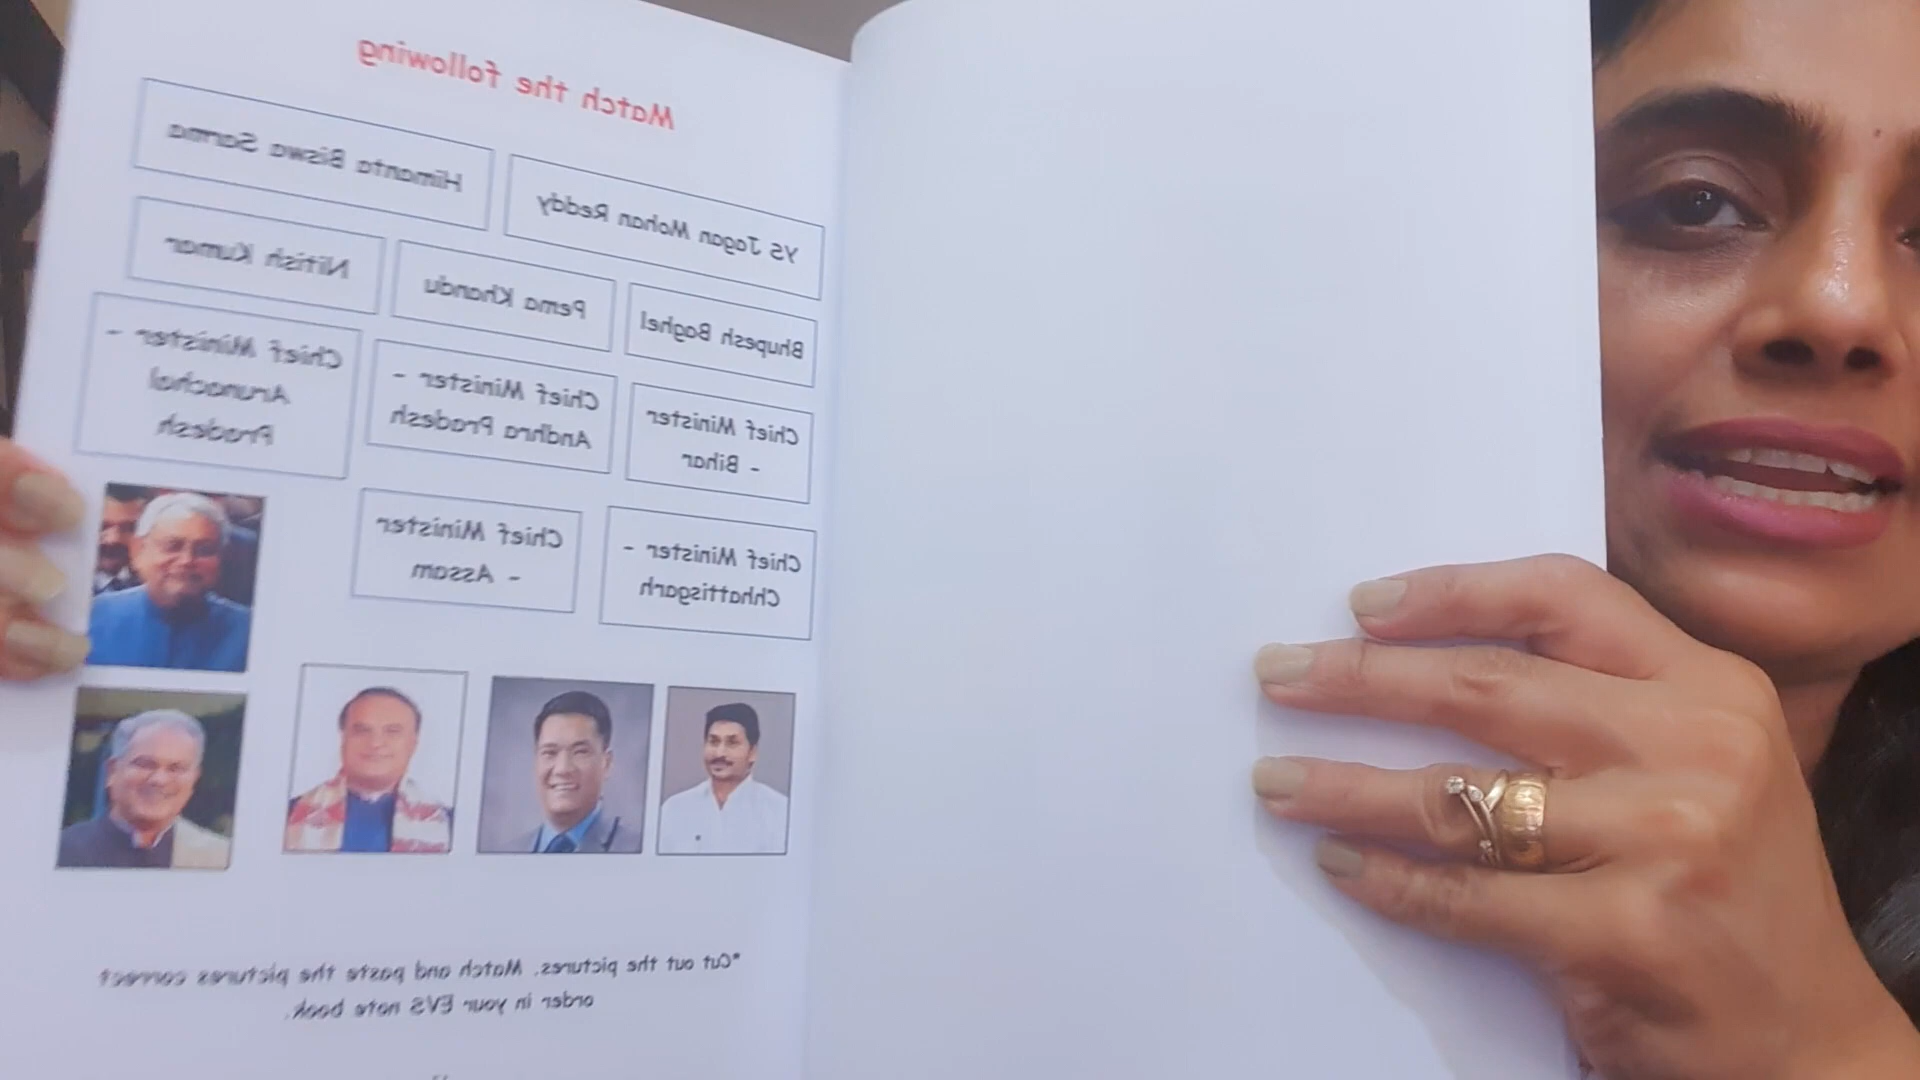 Match the following
YS Jagan Mohan Reddy
Himanta Biswa Sarma
Bhupesh Baghel
Pema Khandu
Nitish Kumar
Chief Minister
- Bihar
Chief Minister -
Andhra Pradesh
Chief Minister -
Arunachal
Pradesh
Chief Minister -
Chhattisgarh
Chief Minister
- Assam
*Cut out the pictures. Match and paste the pictures correct
order in your EVS note book.